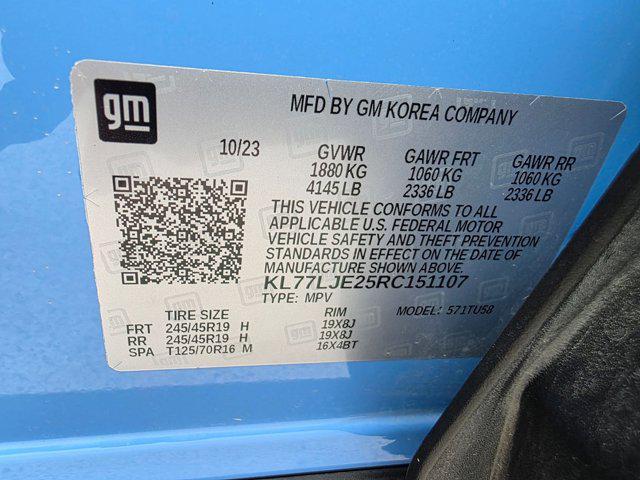 gm
MFD BY GM KOREA COMPANY
10/23 GVWR GAWR FRT GAWR RR
1880 KG 1060 KG 1060 KG
4145 LB 2336 LB 2336 LB
THIS VEHICLE CONFORMS TO ALL
APPLICABLE U.S. FEDERAL MOTOR
VEHICLE SAFETY AND THEFT PREVENTION
STANDARDS IN EFFECT ON THE DATE OF
MANUFACTURE SHOWN ABOVE.
KL77LJE25RC151107
TYPE: MPV MODEL: 571TU58
TIRE SIZE RIM
FRT 245/45R19 H 19X8J
RR 245/45R19 H 19X8J
SPA T125/70R16 M 16X4BT